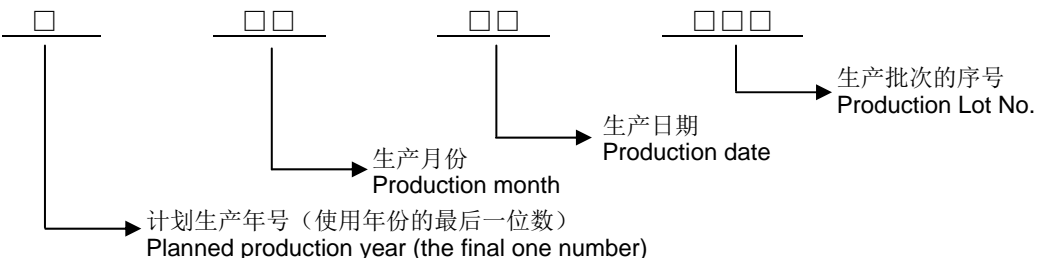 □ □□ □□ □□□
生产批次的序号
Production Lot No.
生产日期
Production date
生产月份
Production month
计划生产年号（使用年份的最后一位数）
Planned production year (the final one number)